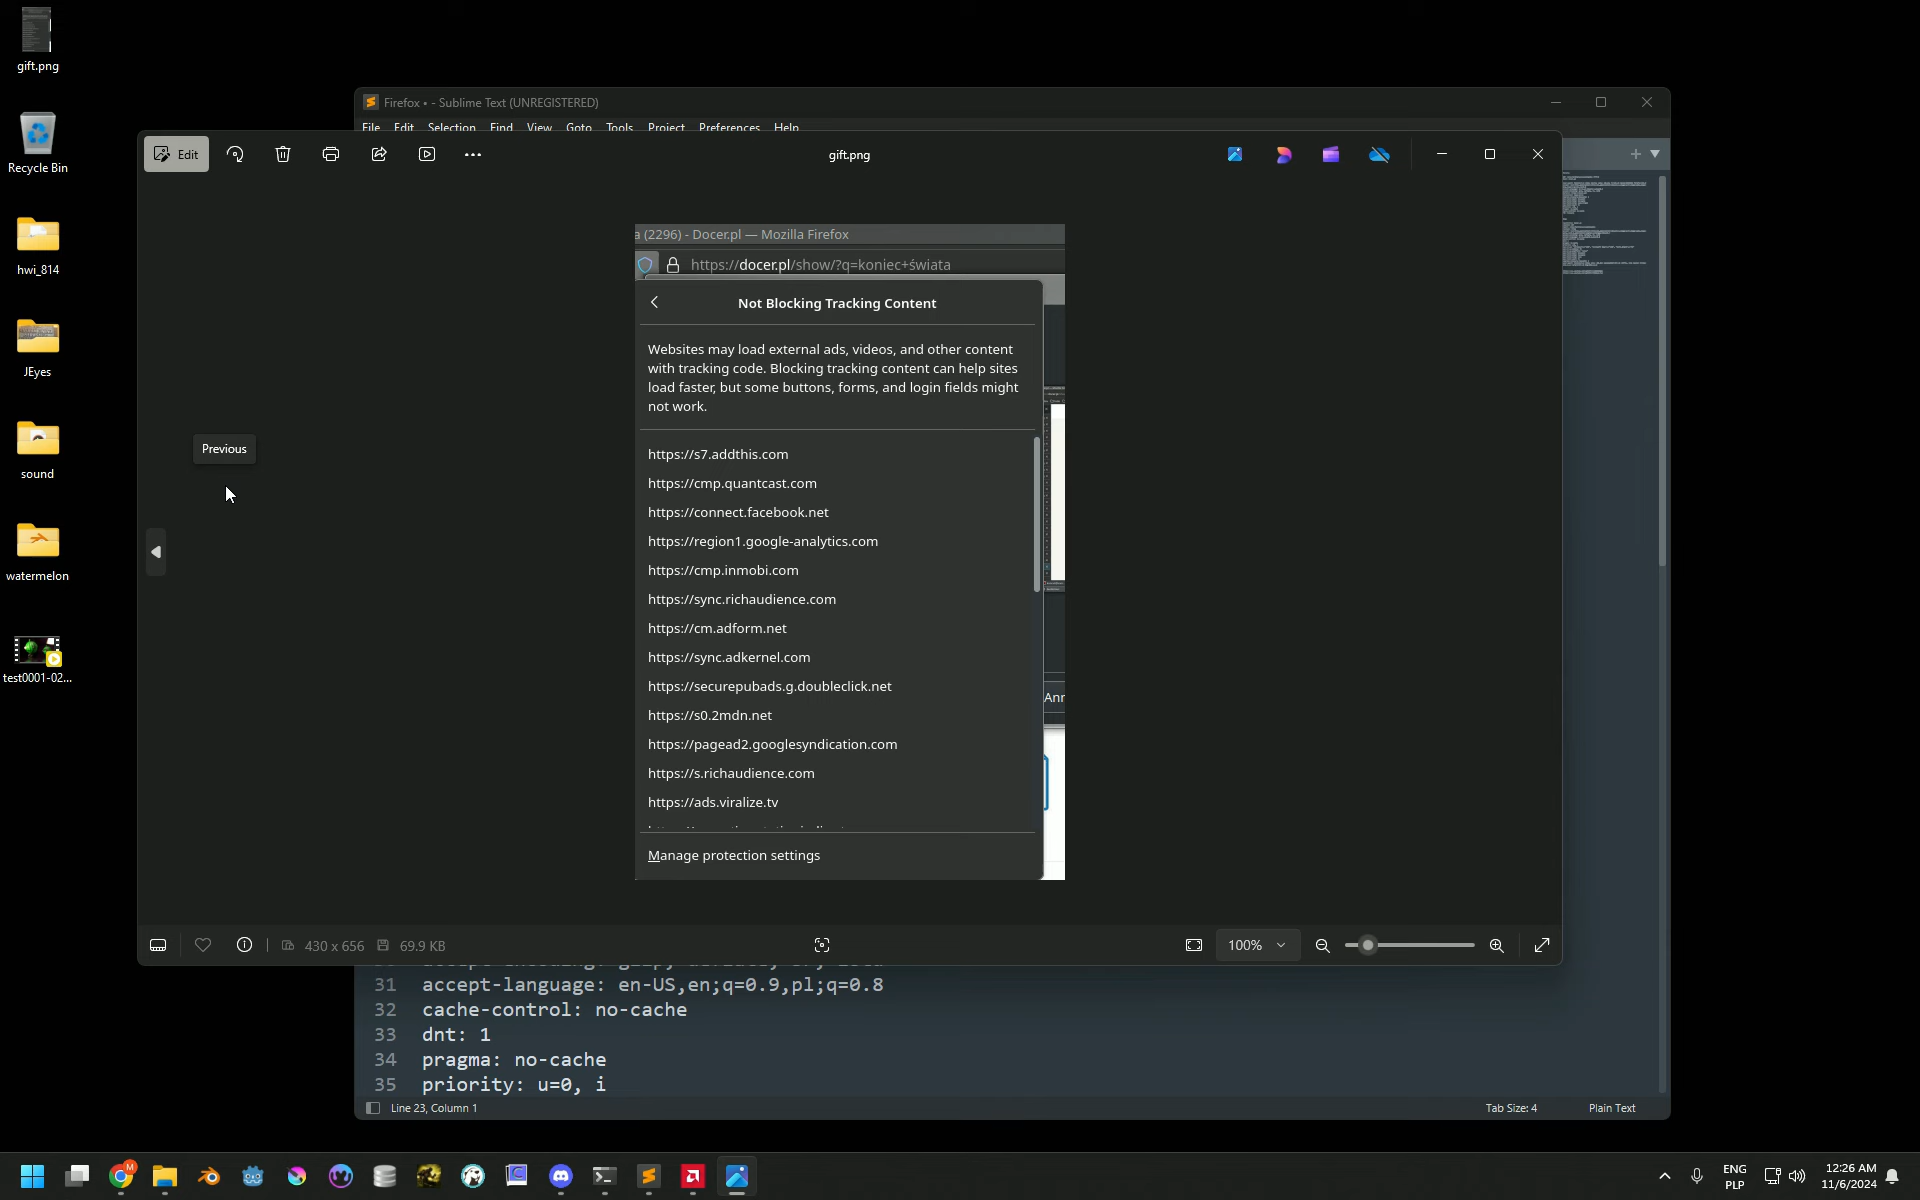 gift.png
Recycle Bin
hwi_814
JEyes
sound
watermelon
test0001-02...
Firefox • - Sublime Text (UNREGISTERED)
File Edit Selection Find View Goto Tools Project Preferences Help
Edit
gift.png
Previous
a (2296) - Docer.pl — Mozilla Firefox
https://docer.pl/show/?q=koniec+świata
Not Blocking Tracking Content
Websites may load external ads, videos, and other content
with tracking code. Blocking tracking content can help sites
load faster, but some buttons, forms, and login fields might
not work.
https://s7.addthis.com
https://cmp.quantcast.com
https://connect.facebook.net
https://region1.google-analytics.com
https://cmp.inmobi.com
https://sync.richaudience.com
https://cm.adform.net
https://sync.adkernel.com
https://securepubads.g.doubleclick.net
Anr
https://s0.2mdn.net
https://pagead2.googlesyndication.com
https://s.richaudience.com
https://ads.viralize.tv
Manage protection settings
430 x 656 69.9 KB
100%
31 accept-language: en-US,en;q=0.9,pl;q=0.8
32 cache-control: no-cache
33 dnt: 1
34 pragma: no-cache
35 priority: u=0, i
Line 23, Column 1
Tab Size: 4
Plain Text
ENG
PLP
12:26 AM
11/6/2024